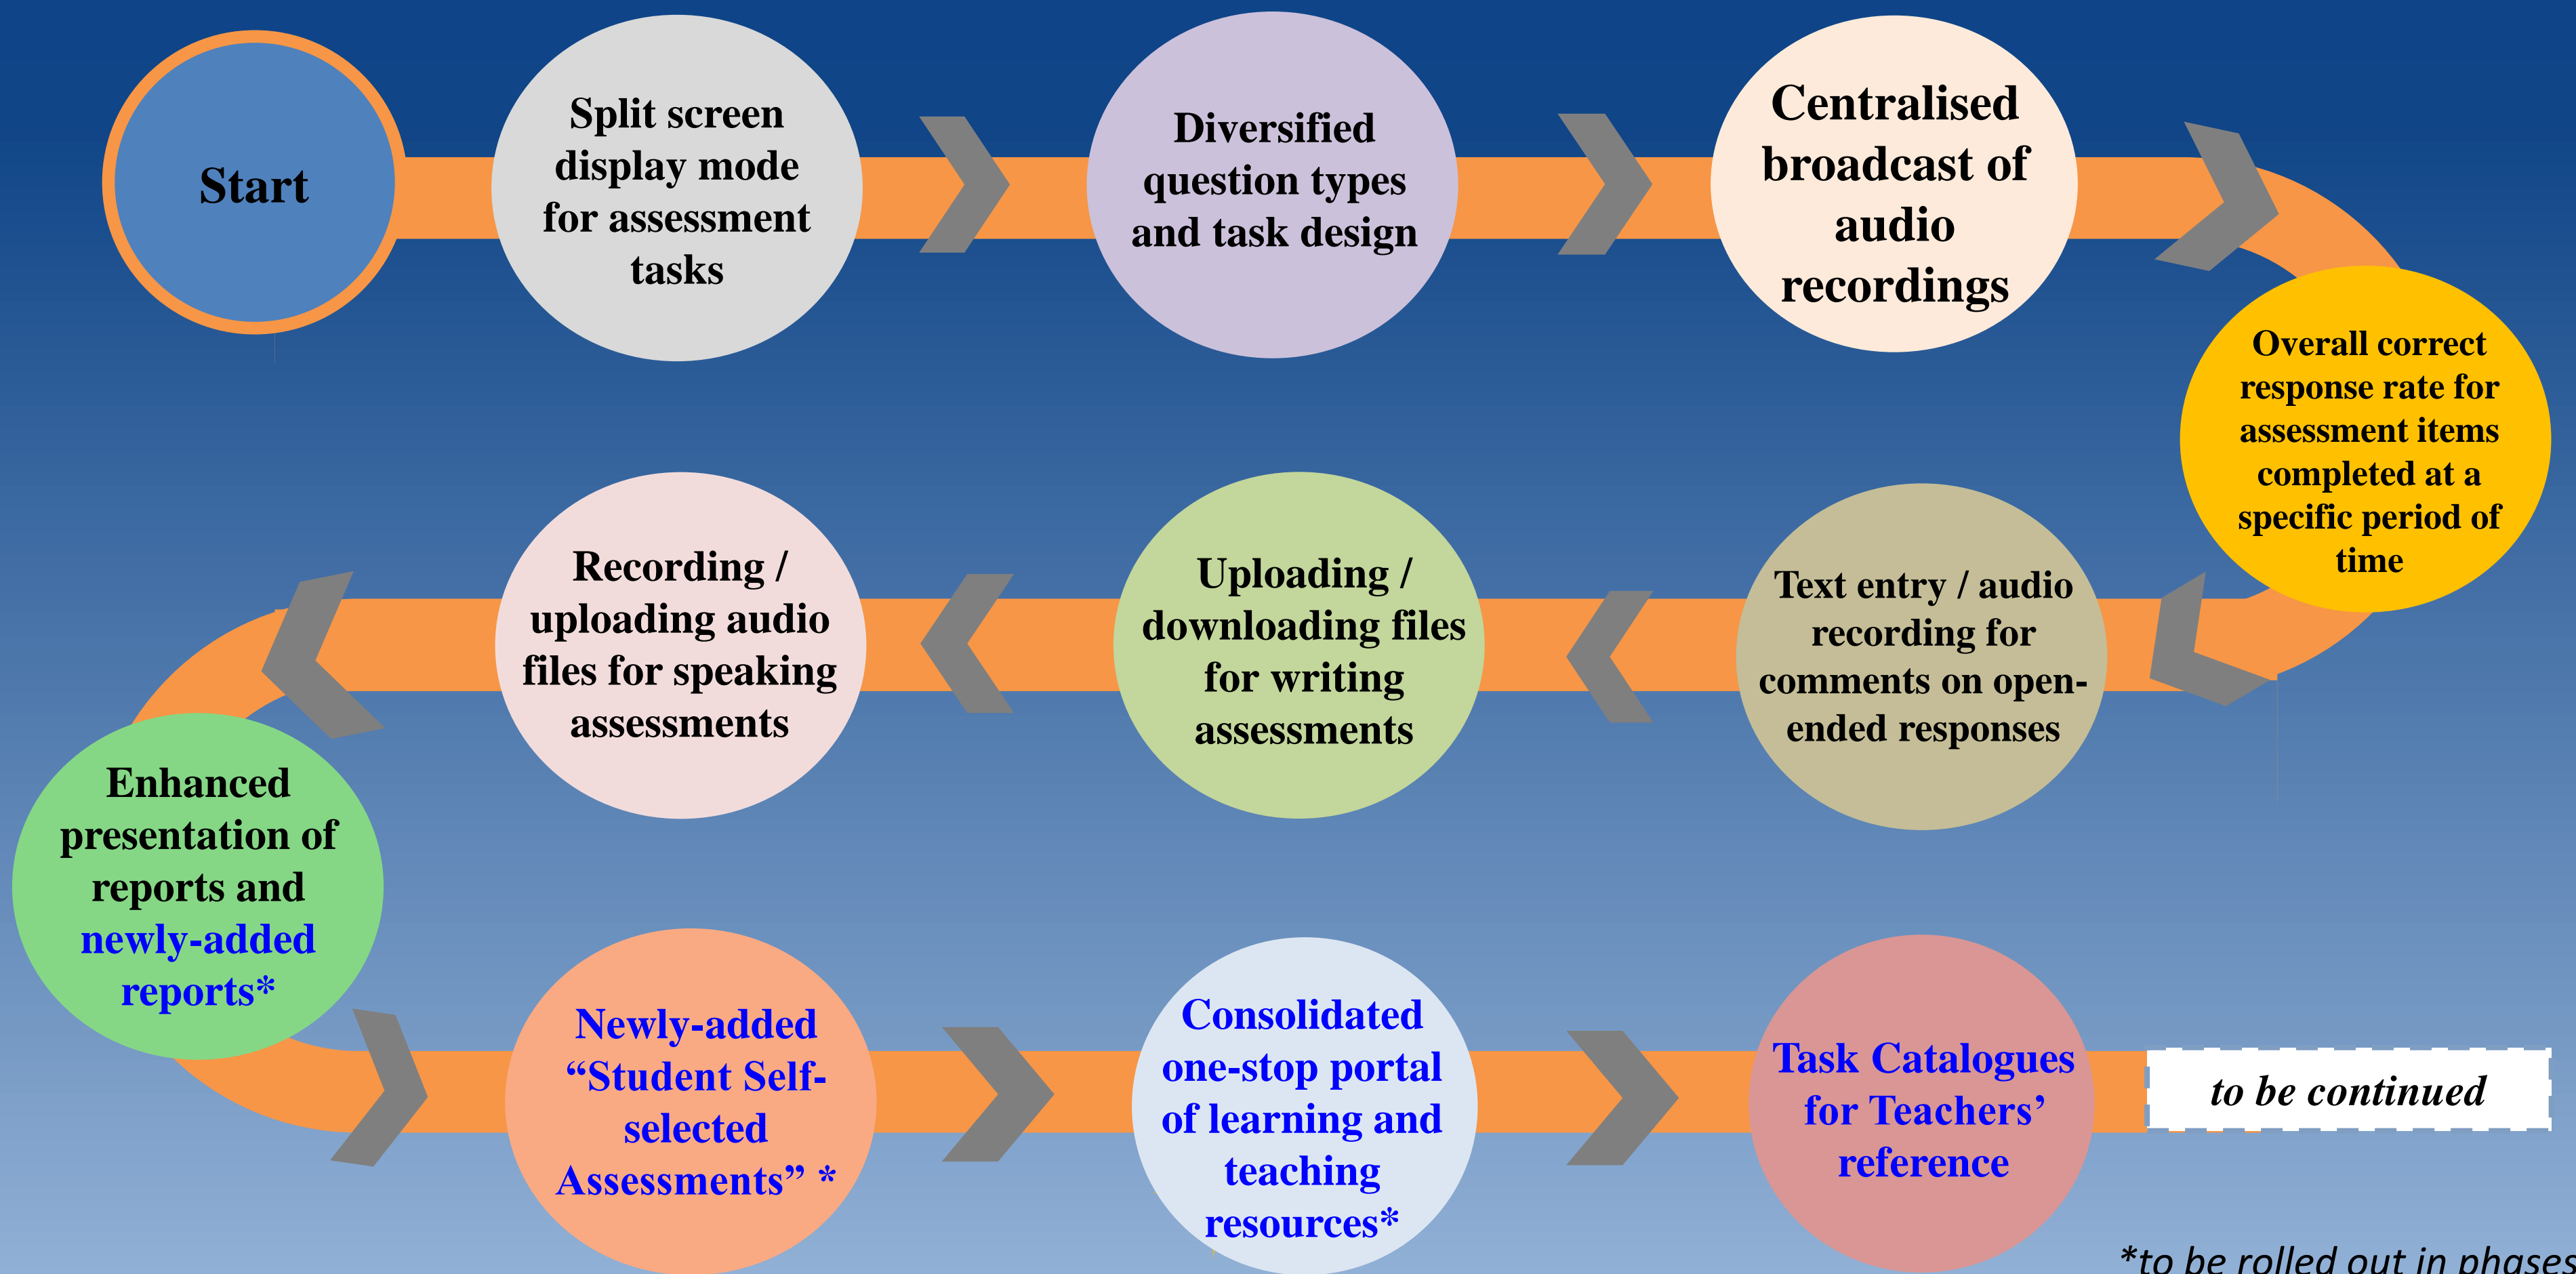 Start
Split screen
display mode
for assessment
tasks
Diversified
question types
and task design
Centralised
broadcast of
audio
recordings
Overall correct
response rate for
assessment items
completed at a
specific period of
time
Text entry / audio
recording for
comments on open-
ended responses
Uploading /
downloading files
for writing
assessments
Recording /
uploading audio
files for speaking
assessments
Enhanced
presentation of
reports and
newly-added
reports*
Newly-added
“Student Self-
selected
Assessments” *
Consolidated
one-stop portal
of learning and
teaching
resources*
Task Catalogues
for Teachers’
reference
to be continued
*to be rolled out in phases